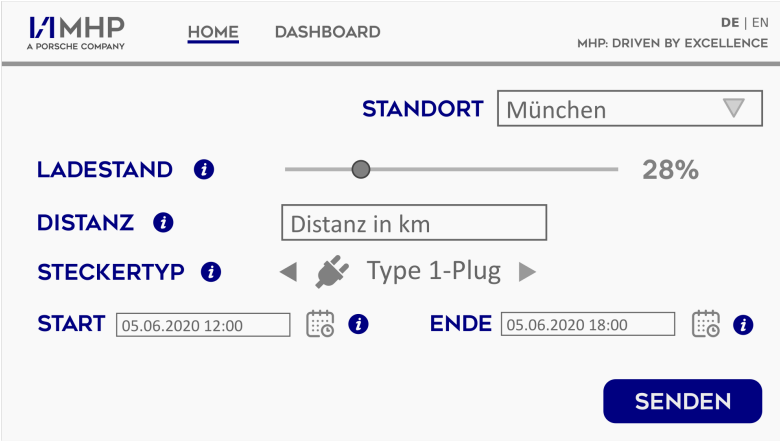 MHP
A PORSCHE COMPANY
HOME
DASHBOARD
DE | EN
MHP: DRIVEN BY EXCELLENCE
STANDORT München
LADESTAND i 28%
DISTANZ i Distanz in km
STECKERTYP i Type 1-Plug
START 05.06.2020 12:00 i ENDE 05.06.2020 18:00 i
SENDEN